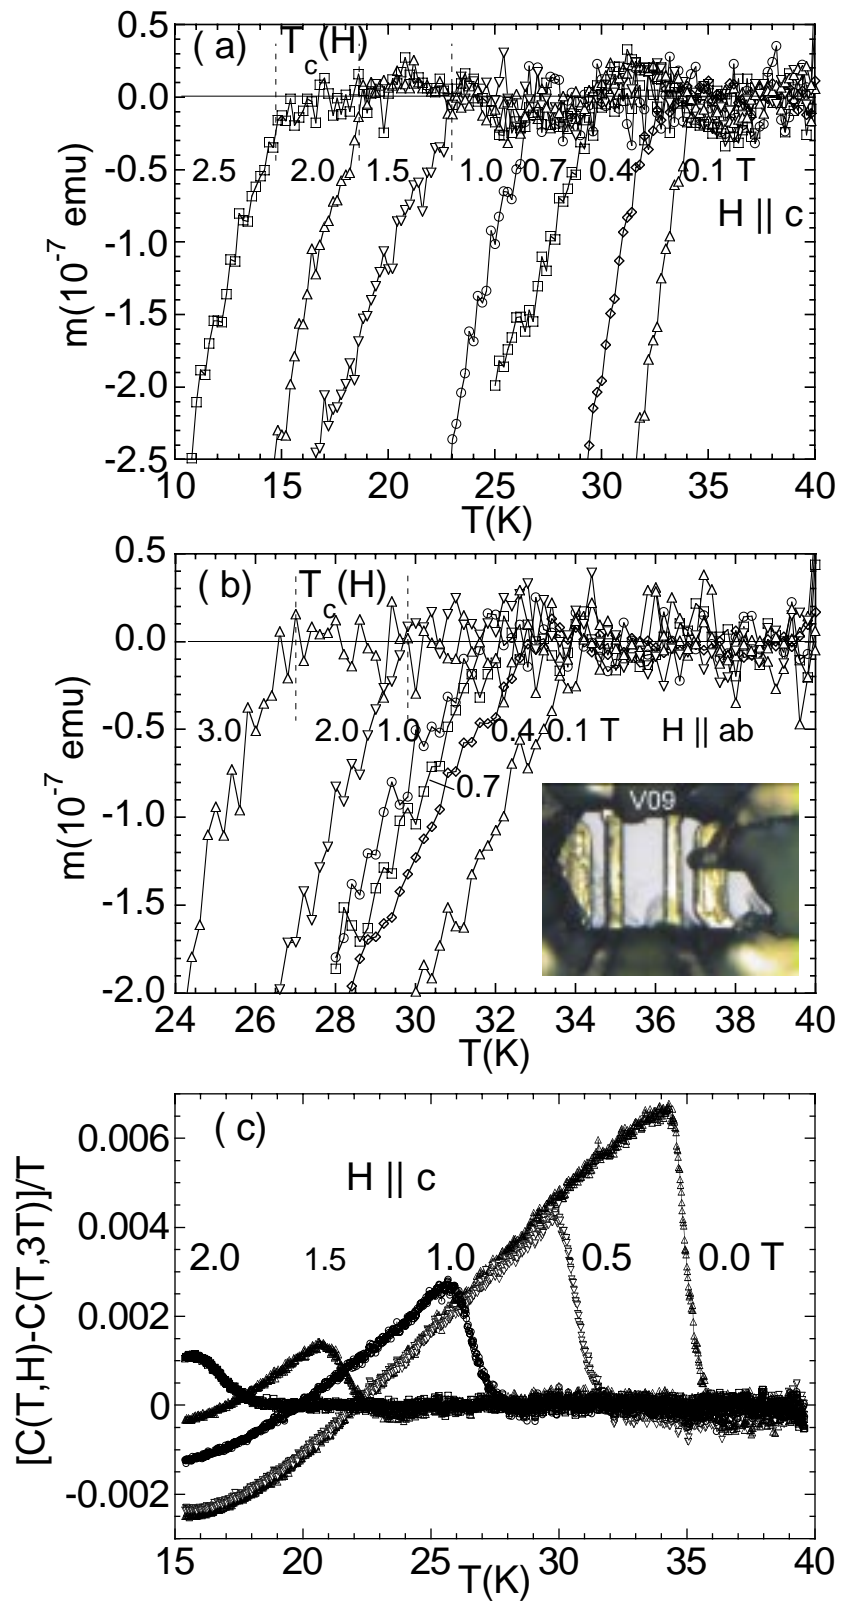 ( a) T_c(H)
0.5
0.0
-0.5
-1.0
-1.5
-2.0
-2.5
m(10^-7 emu)
2.5 2.0 1.5 1.0 0.7 0.4 0.1 T
H || c
10 15 20 25 30 35 40
T(K)
( b) T_c(H)
0.5
0.0
-0.5
-1.0
-1.5
-2.0
m(10^-7 emu)
3.0 2.0 1.0 0.4 0.1 T H || ab
0.7
V09
24 26 28 30 32 34 36 38 40
T(K)
( c)
0.006
0.004
0.002
0
-0.002
[C(T,H)-C(T,3T)]/T
H || c
2.0 1.5 1.0 0.5 0.0 T
15 20 25 30 35 40
T(K)